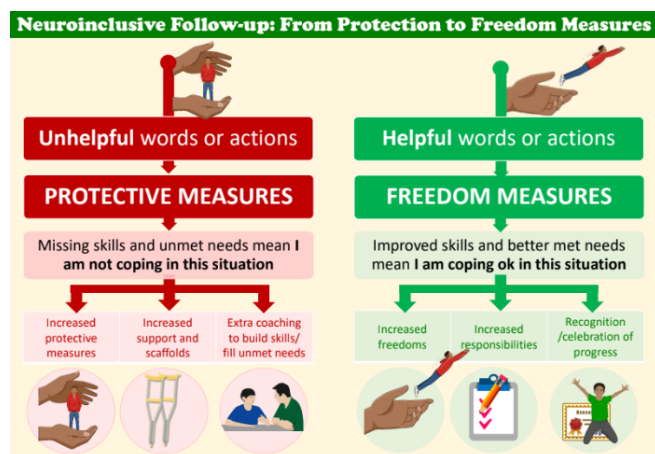 Neuroinclusive Follow-up: From Protection to Freedom Measures
Unhelpful words or actions
PROTECTIVE MEASURES
Missing skills and unmet needs mean I
am not coping in this situation
Increased
protective
measures
Increased
support and
scaffolds
Extra coaching
to build skills/
fill unmet needs
Helpful words or actions
FREEDOM MEASURES
Improved skills and better met needs
mean I am coping ok in this situation
Increased
freedoms
Increased
responsibilities
Recognition
/celebration of
progress